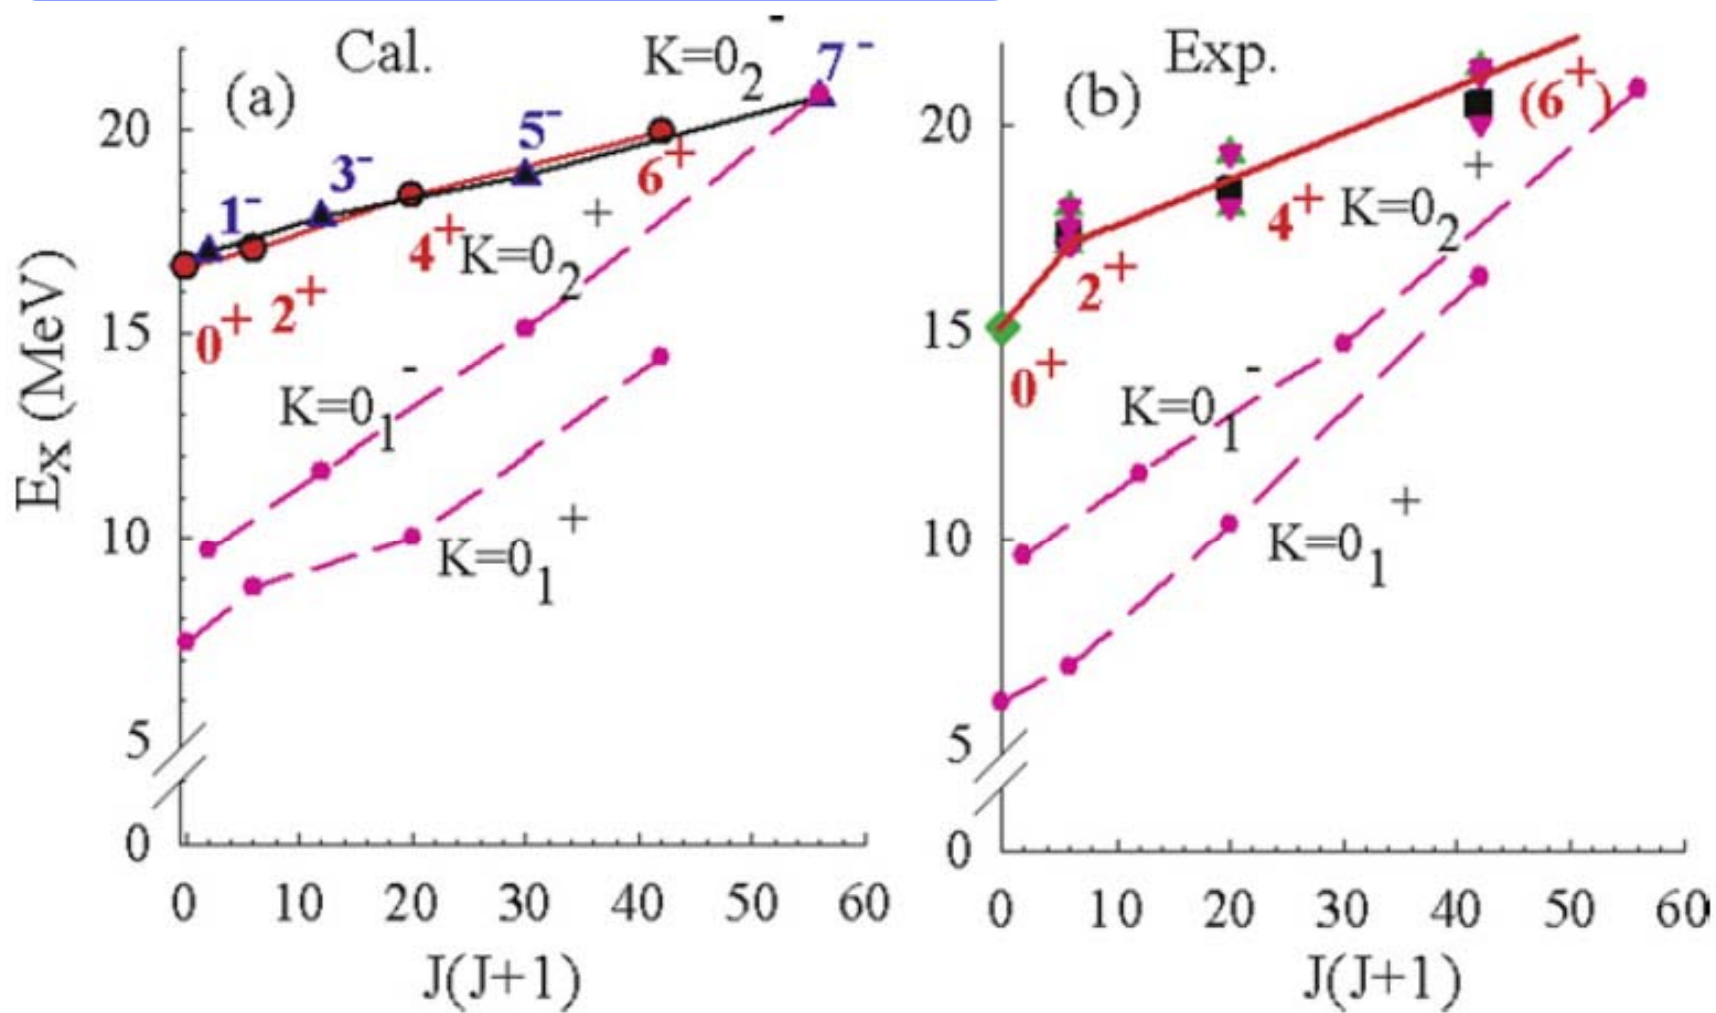 (a) Cal. K=0₂⁻ 7⁻
20
5⁻
3⁻
1⁻
6⁺
4⁺ K=0₂⁺
0⁺ 2⁺
15
K=0₁⁻
10
K=0₁⁺
5
0
0 10 20 30 40 50 60
J(J+1)
Eₓ (MeV)
(b) Exp.
(6⁺)
20
4⁺ K=0₂⁺
2⁺
15
0⁺
K=0₁⁻
10
K=0₁⁺
5
0
0 10 20 30 40 50 60
J(J+1)